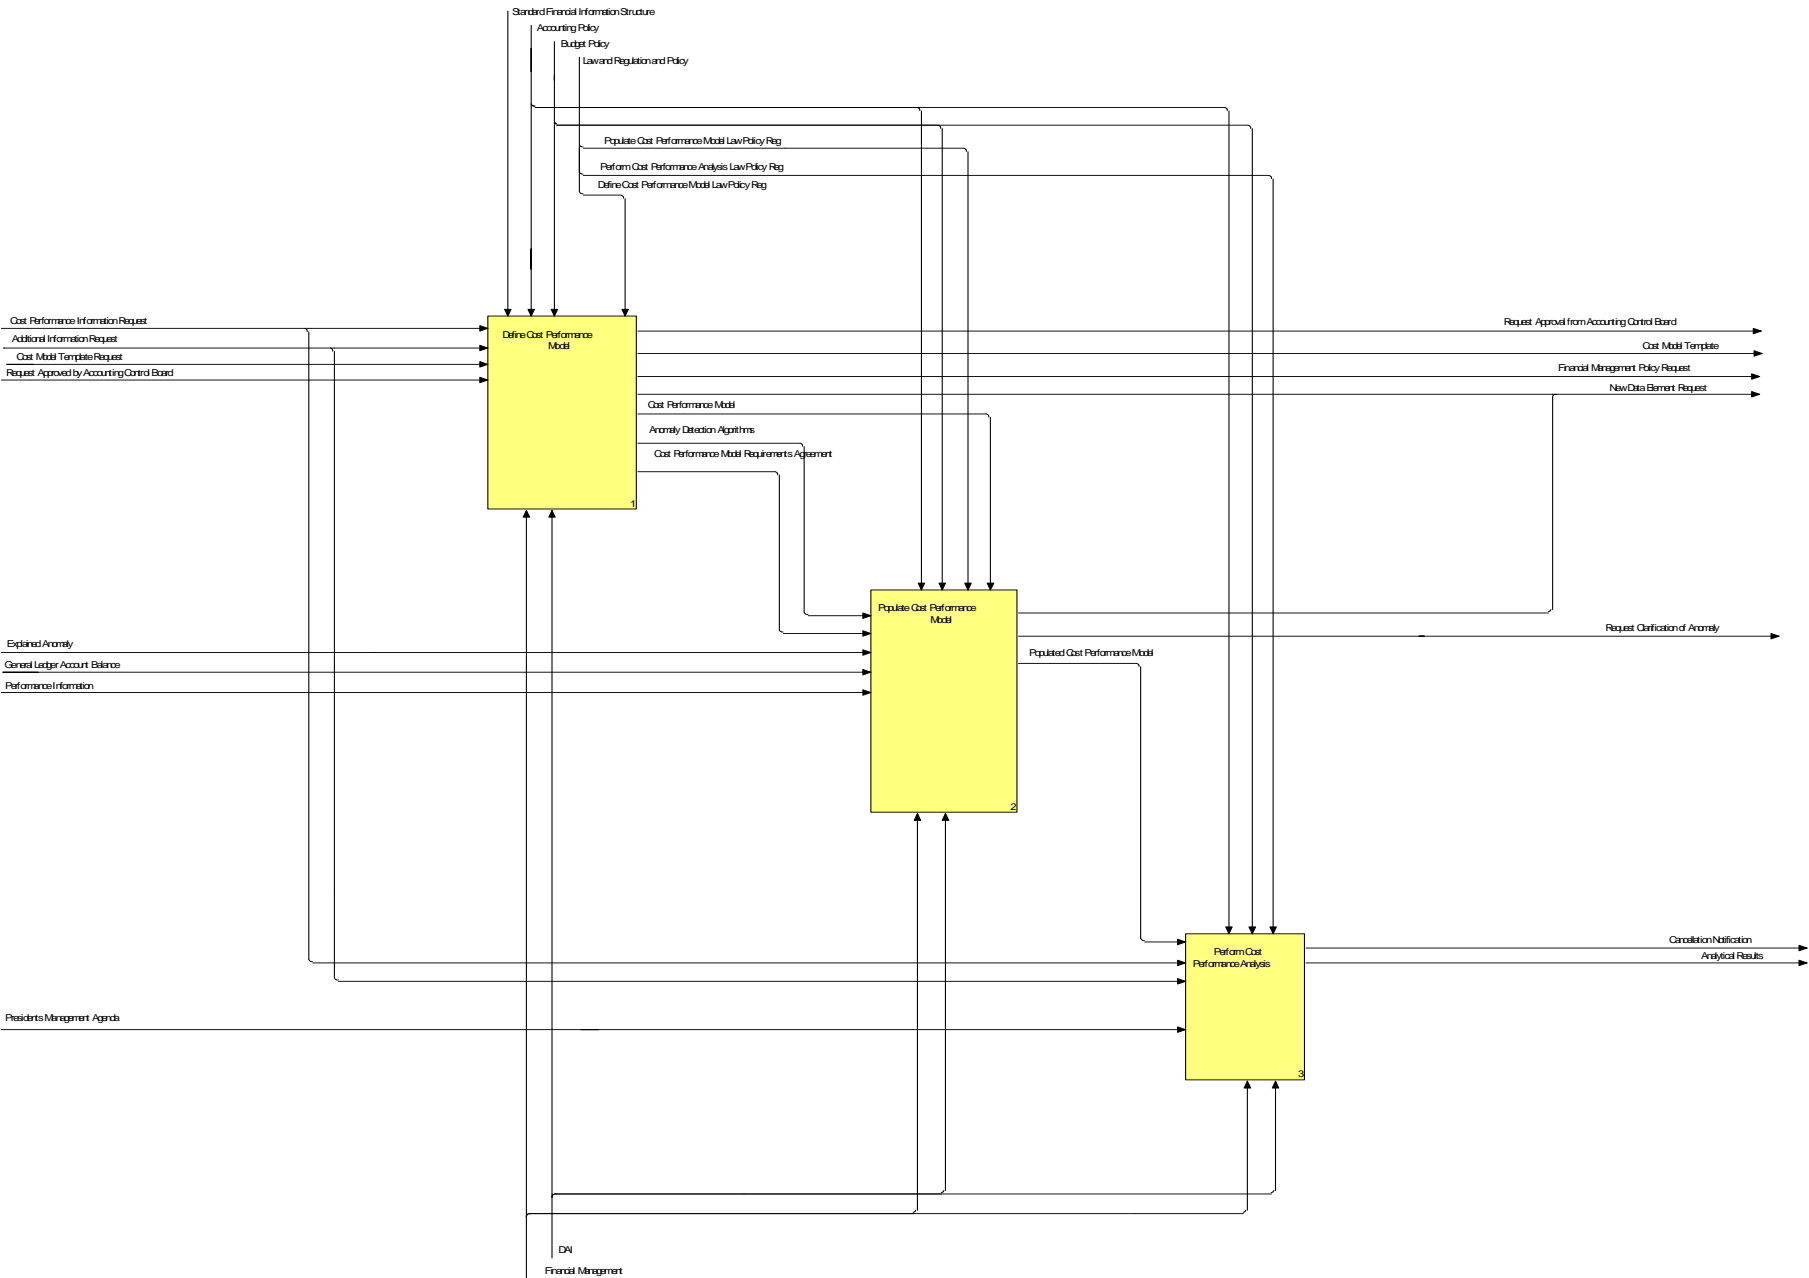 Standard Financial Information Structure
Accounting Policy
Budget Policy
Law and Regulation and Policy
Populate Cost Performance Model Law Policy Reg
Perform Cost Performance Analysis Law Policy Reg
Define Cost Performance Model Law Policy Reg
Cost Performance Information Request
Additional Information Request
Cost Model Template Request
Request Approved by Accounting Control Board
Define Cost Performance
Model
1
Request Approval from Accounting Control Board
Cost Model Template
Financial Management Policy Request
New Data Element Request
Cost Performance Model
Anomaly Detection Algorithms
Cost Performance Model Requirements Agreement
Explained Anomaly
General Ledger Account Balance
Performance Information
Populate Cost Performance
Model
2
Request Clarification of Anomaly
Populated Cost Performance Model
Presidents Management Agenda
Perform Cost
Performance Analysis
3
Cancellation Notification
Analytical Results
DAI
Financial Management